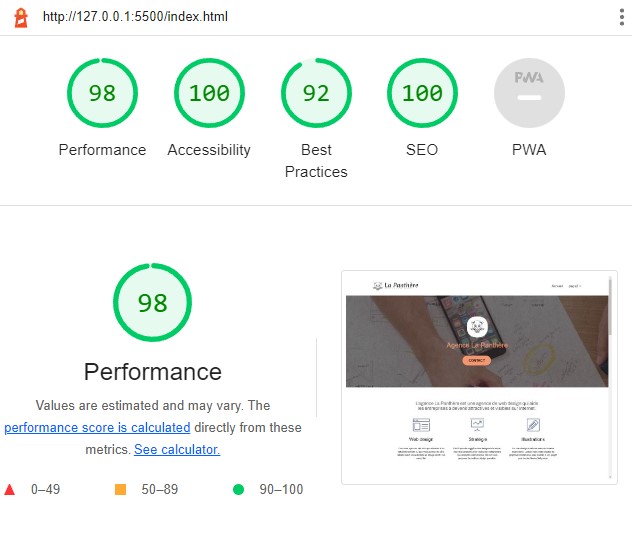 http://127.0.0.1:5500/index.html
98
100
92
100
PWA
Performance
Accessibility
Best
Practices
SEO
PWA
98
Performance
Values are estimated and may vary. The
performance score is calculated directly from these
metrics. See calculator.
0–49
50–89
90–100
La Panthère
Agence La Panthère
CONTACT
L'agence La Panthère est une agence de web design qui aide
les entreprises à devenir attractives et visibles sur Internet.
Web design
Stratégie
Illustrations